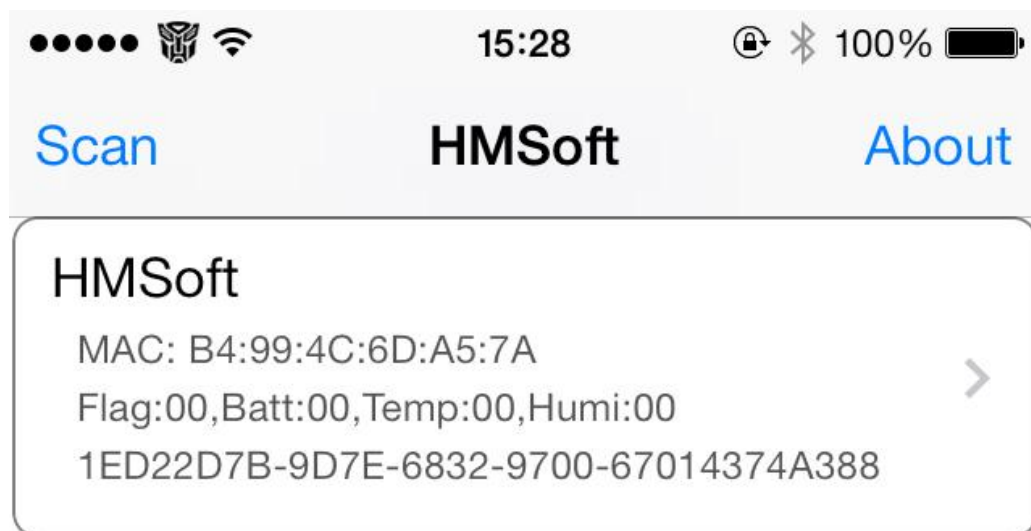 15:28 100%
Scan HMSoft About
HMSoft
MAC: B4:99:4C:6D:A5:7A
Flag:00,Batt:00,Temp:00,Humi:00
1ED22D7B-9D7E-6832-9700-67014374A388